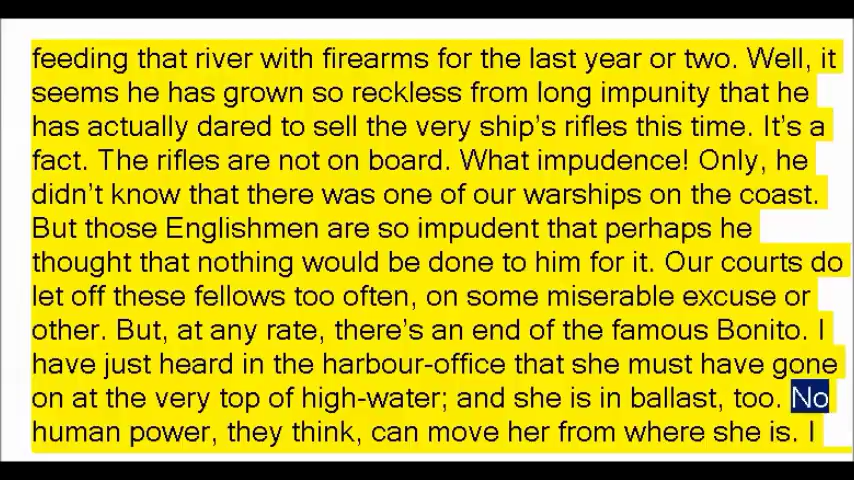 feeding that river with firearms for the last year or two. Well, it
seems he has grown so reckless from long impunity that he
has actually dared to sell the very ship’s rifles this time. It’s a
fact. The rifles are not on board. What impudence! Only, he
didn’t know that there was one of our warships on the coast.
But those Englishmen are so impudent that perhaps he
thought that nothing would be done to him for it. Our courts do
let off these fellows too often, on some miserable excuse or
other. But, at any rate, there’s an end of the famous Bonito. I
have just heard in the harbour-office that she must have gone
on at the very top of high-water; and she is in ballast, too. No
human power, they think, can move her from where she is. I